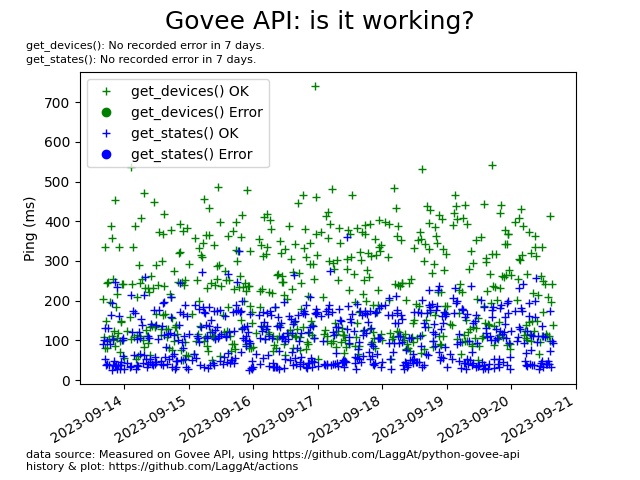 Govee API: is it working?
get_devices(): No recorded error in 7 days.
get_states(): No recorded error in 7 days.
get_devices() OK
get_devices() Error
get_states() OK
get_states() Error
700
600
500
400
300
200
100
0
Ping (ms)
2023-09-14
2023-09-15
2023-09-16
2023-09-17
2023-09-18
2023-09-19
2023-09-20
2023-09-21
data source: Measured on Govee API, using https://github.com/LaggAt/python-govee-api
history & plot: https://github.com/LaggAt/actions